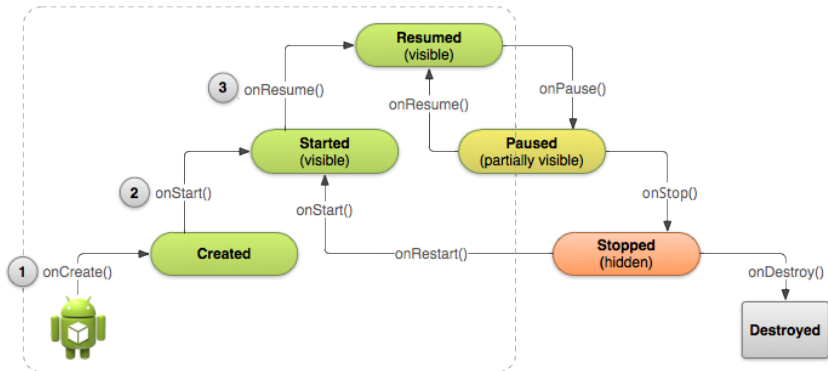 Resumed
(visible)
3
onResume()
onResume()
onPause()
Started
(visible)
Paused
(partially visible)
2
onStart()
onStart()
onStop()
Created
onRestart()
Stopped
(hidden)
1
onCreate()
onDestroy()
Destroyed